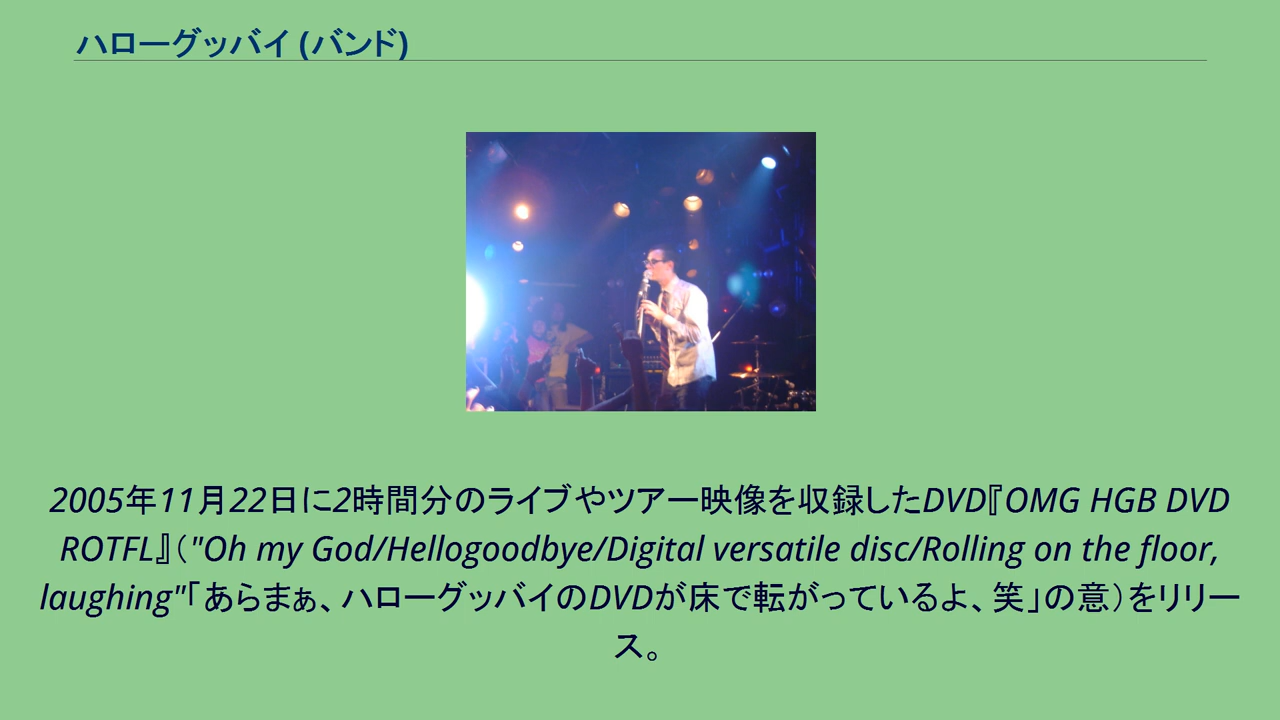 ハローグッバイ (バンド)
2005年11月22日に2時間分のライブやツアー映像を収録したDVD『OMG HGB DVD
ROTFL』（"Oh my God/Hellogoodbye/Digital versatile disc/Rolling on the floor,
laughing"「あらまぁ、ハローグッバイのDVDが床で転がっているよ、笑」の意）をリリー
ス。